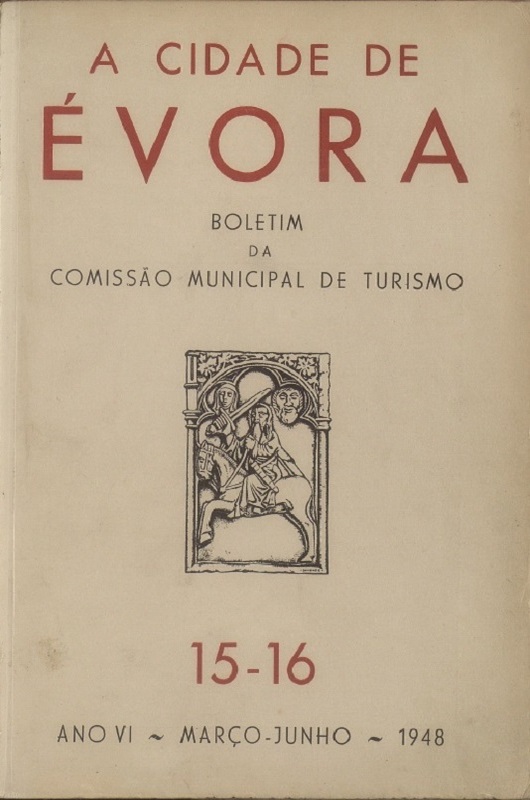 A CIDADE DE
ÉVORA
BOLETIM
DA
COMISSÃO MUNICIPAL DE TURISMO
15-16
ANO VI ~ MARÇO-JUNHO ~ 1948